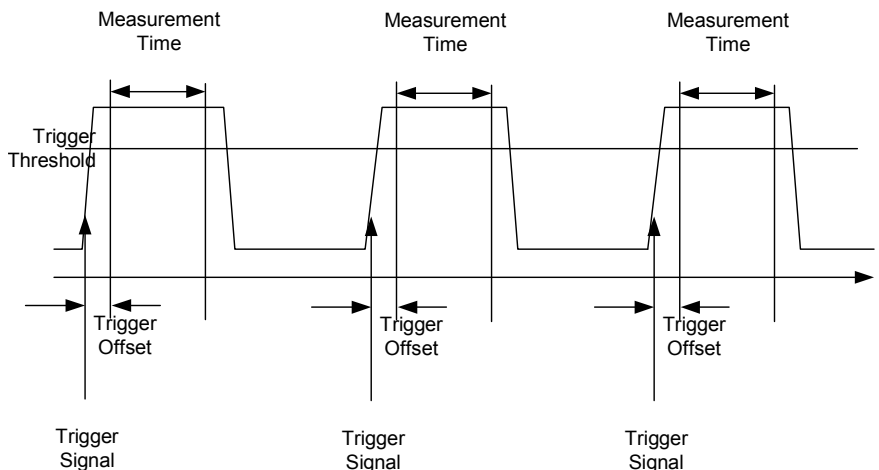 Measurement
Time
Measurement
Time
Measurement
Time
Trigger
Threshold
Trigger
Offset
Trigger
Offset
Trigger
Offset
Trigger
Signal
Trigger
Signal
Trigger
Signal